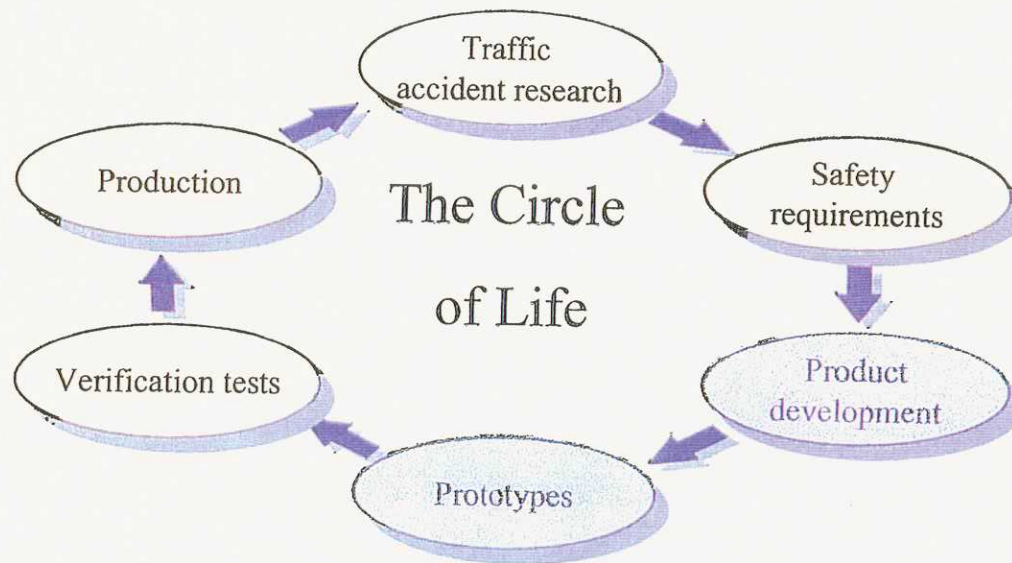 Traffic
accident research
Safety
requirements
Product
development
Prototypes
Verification tests
Production
The Circle
of Life